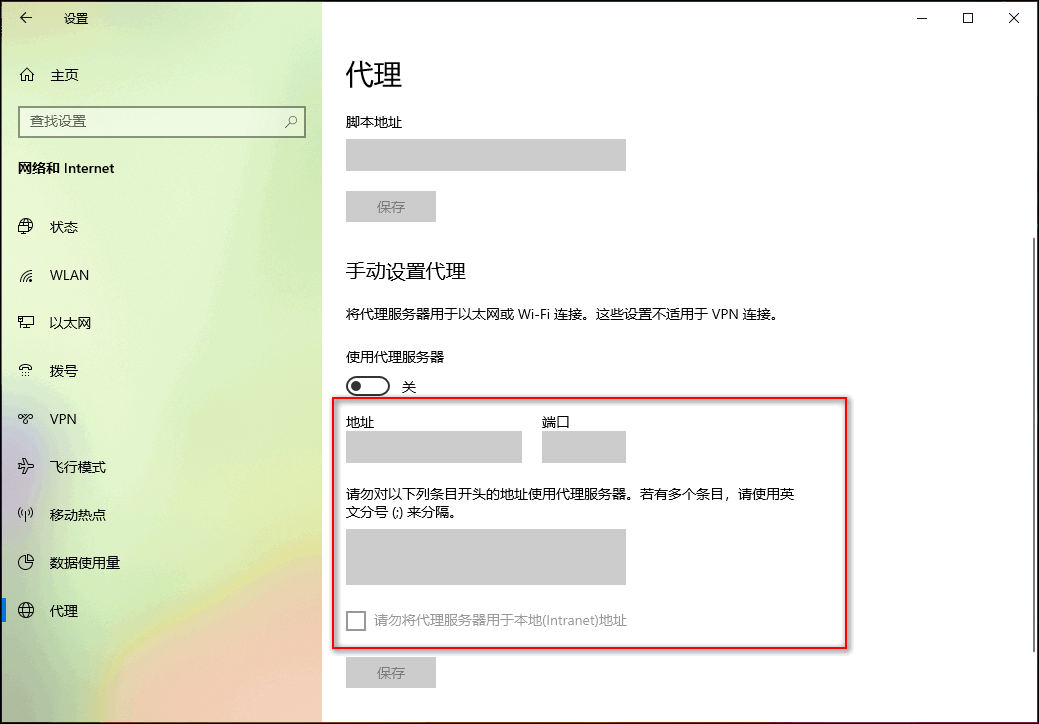 设置
主页
查找设置
网络和 Internet
状态
WLAN
以太网
拨号
VPN
飞行模式
移动热点
数据使用量
代理
代理
脚本地址
保存
手动设置代理
将代理服务器用于以太网或 Wi-Fi 连接。这些设置不适用于 VPN 连接。
使用代理服务器
关
地址 端口
请勿对以下列条目开头的地址使用代理服务器。若有多个条目，请使用英
文分号 (;) 来分隔。
请勿将代理服务器用于本地(Intranet)地址
保存